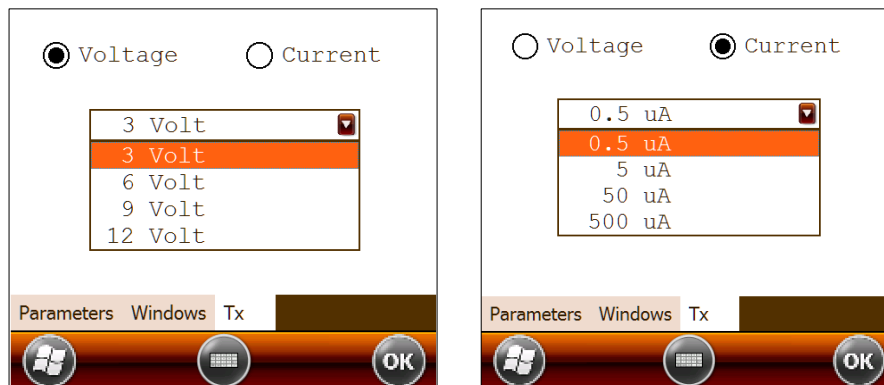 Voltage Current
3 Volt
3 Volt
6 Volt
9 Volt
12 Volt
Parameters Windows Tx
OK
Voltage Current
0.5 uA
0.5 uA
5 uA
50 uA
500 uA
Parameters Windows Tx
OK